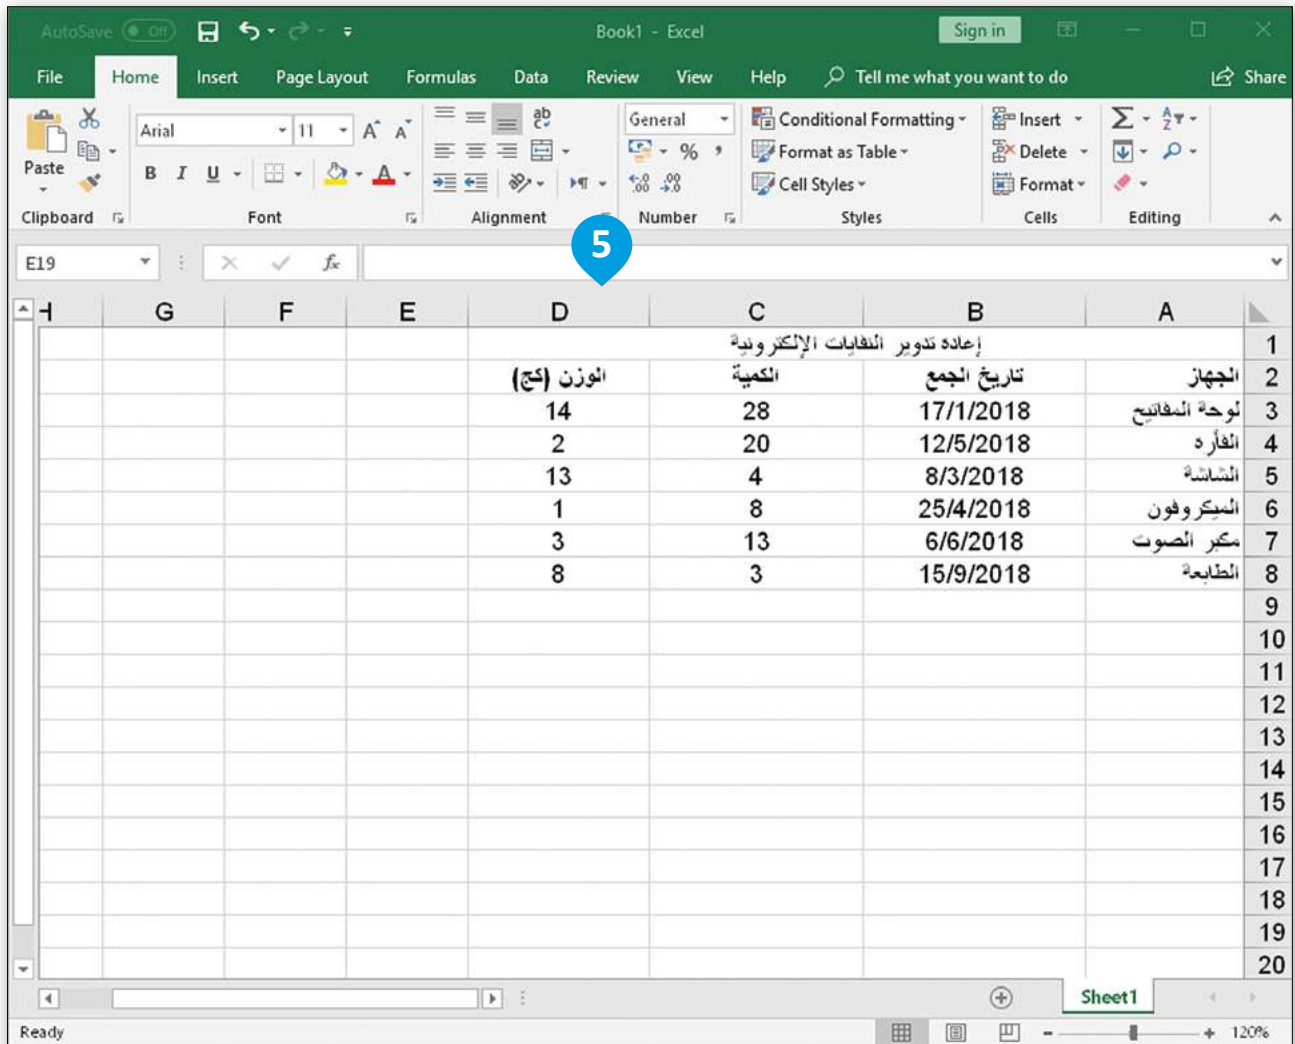 AutoSave Off Book1 - Excel Sign in
File Home Insert Page Layout Formulas Data Review View Help Tell me what you want to do Share
Arial 11 A A ab General Conditional Formatting Insert
Paste B I U A % , Format as Table Delete
.00 .00 Cell Styles Format
Clipboard Font Alignment Number Styles Cells Editing
5
E19 fx
A B C D E F G H
1 إعاده تدوير النفايات الإلكترونية
2 الجهاز تاريخ الجمع الكمية الوزن (كج)
3 لوحة المفاتيح 17/1/2018 28 14
4 الفأره 12/5/2018 20 2
5 الشاشة 8/3/2018 4 13
6 الميكروفون 25/4/2018 8 1
7 مكبر الصوت 6/6/2018 13 3
8 الطابعة 15/9/2018 3 8
9
10
11
12
13
14
15
16
17
18
19
20
Sheet1
Ready 120%